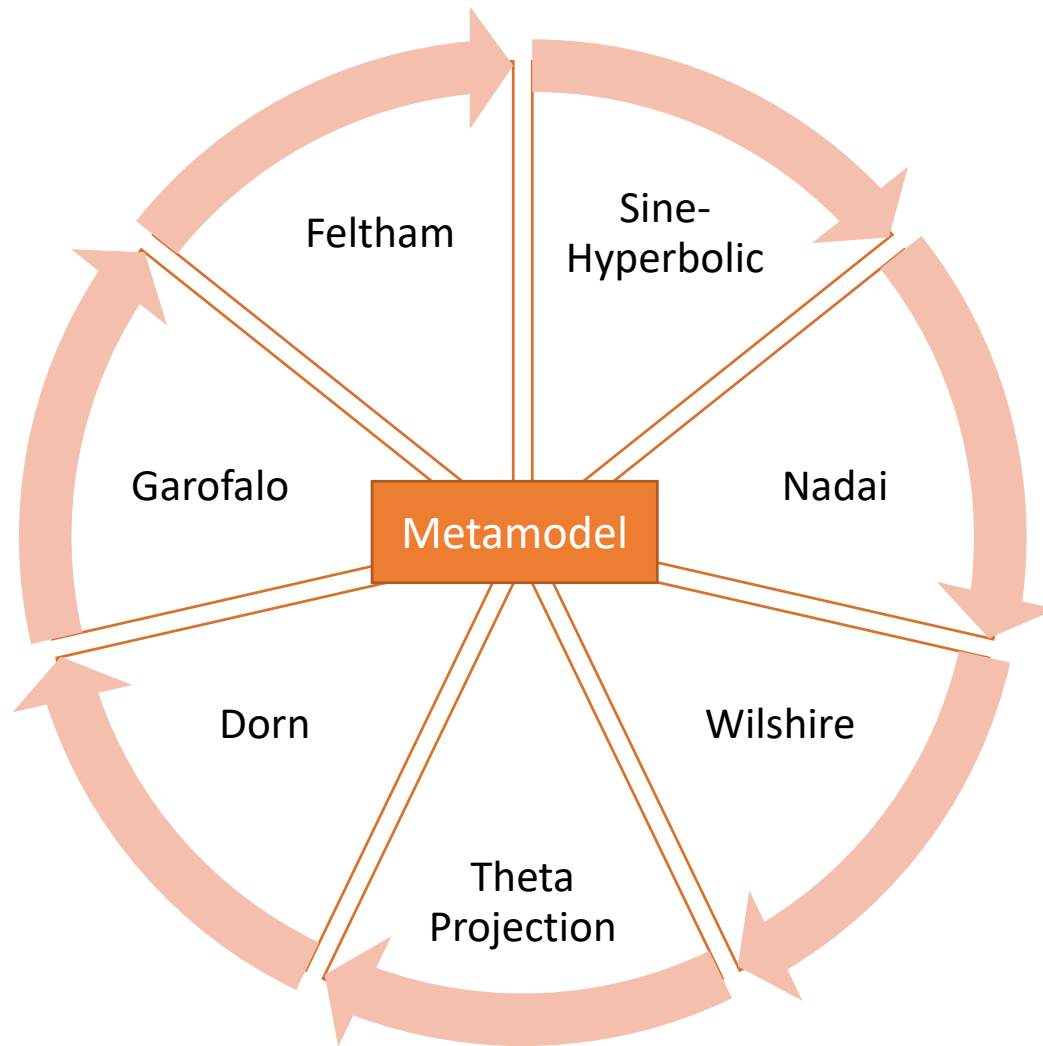 Feltham
Sine-
Hyperbolic
Garofalo
Nadai
Metamodel
Dorn
Wilshire
Theta
Projection